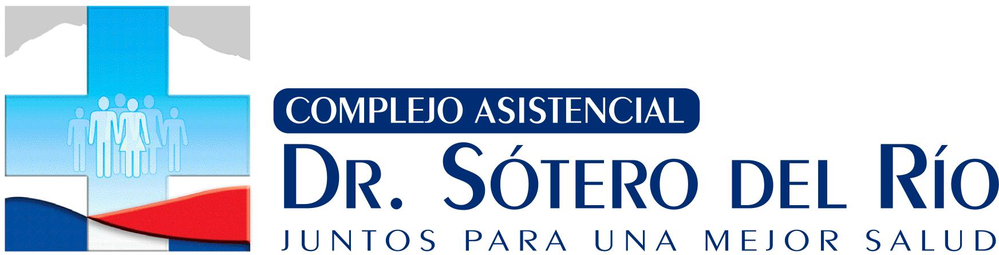 COMPLEJO ASISTENCIAL
DR. SÓTERO DEL RÍO
JUNTOS PARA UNA MEJOR SALUD